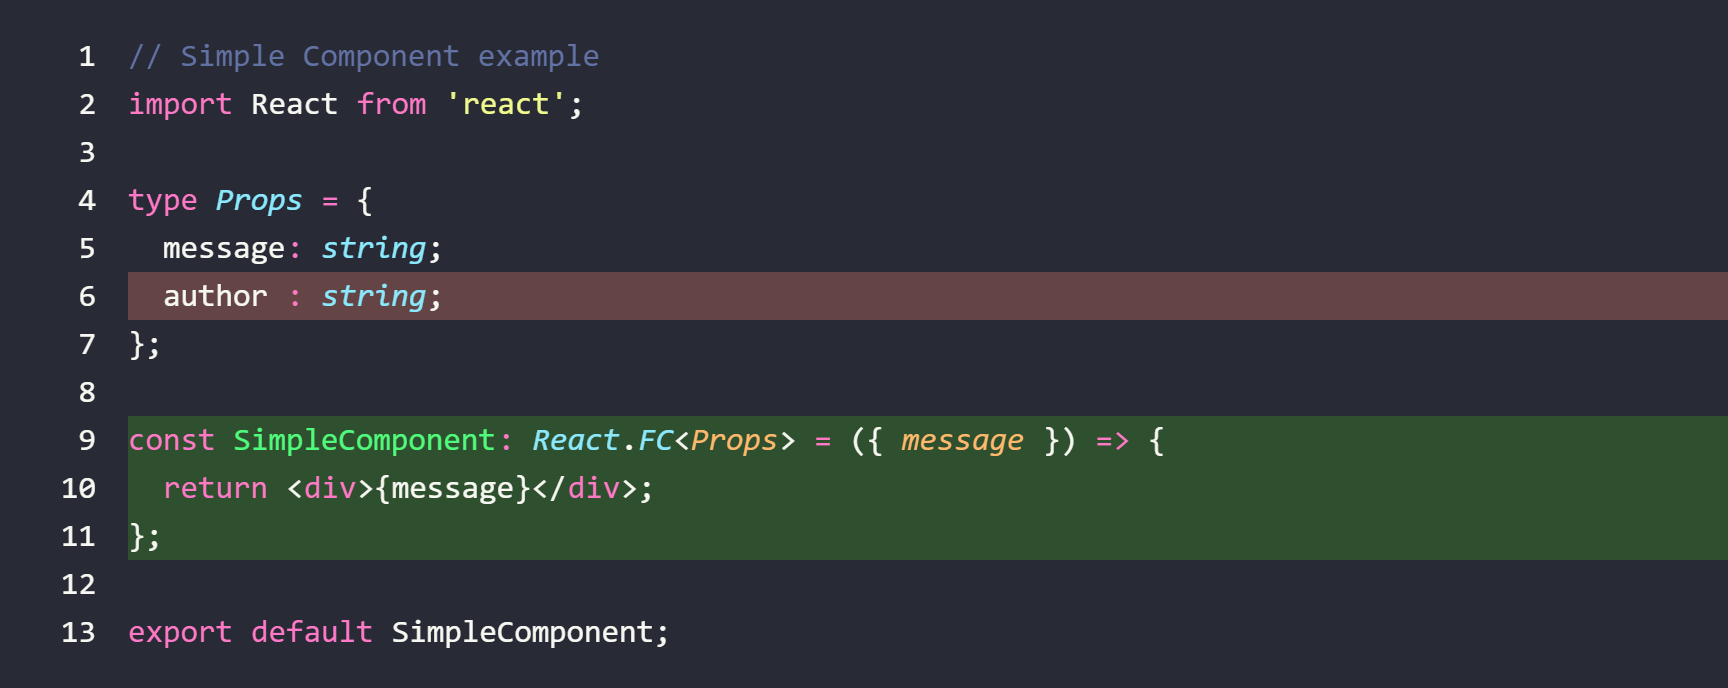 1 // Simple Component example
2 import React from 'react';
3
4 type Props = {
5   message: string;
6   author : string;
7 };
8
9 const SimpleComponent: React.FC<Props> = ({ message }) => {
10   return <div>{message}</div>;
11 };
12
13 export default SimpleComponent;